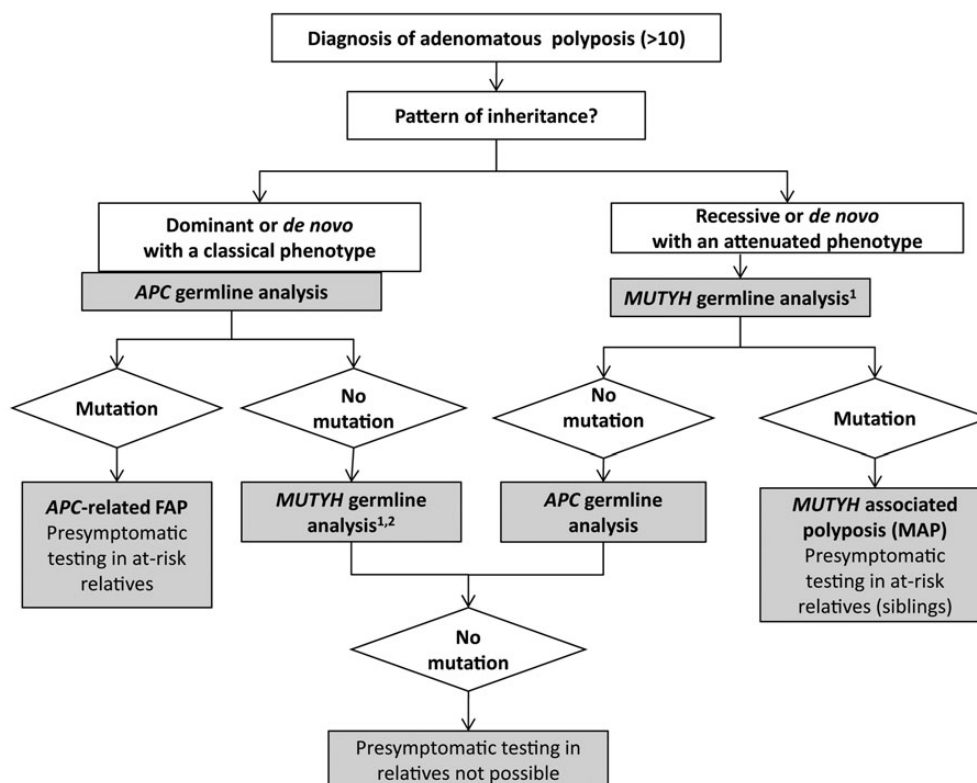 Diagnosis of adenomatous polyposis (>10)
Pattern of inheritance?
Dominant or de novo
with a classical phenotype
Recessive or de novo
with an attenuated phenotype
APC germline analysis
MUTYH germline analysis¹
Mutation
No
mutation
No
mutation
Mutation
APC-related FAP
Presymptomatic
testing in at-risk
relatives
MUTYH germline
analysis¹,²
APC germline
analysis
MUTYH associated
polyposis (MAP)
Presymptomatic
testing in at-risk
relatives (siblings)
No
mutation
Presymptomatic testing in
relatives not possible